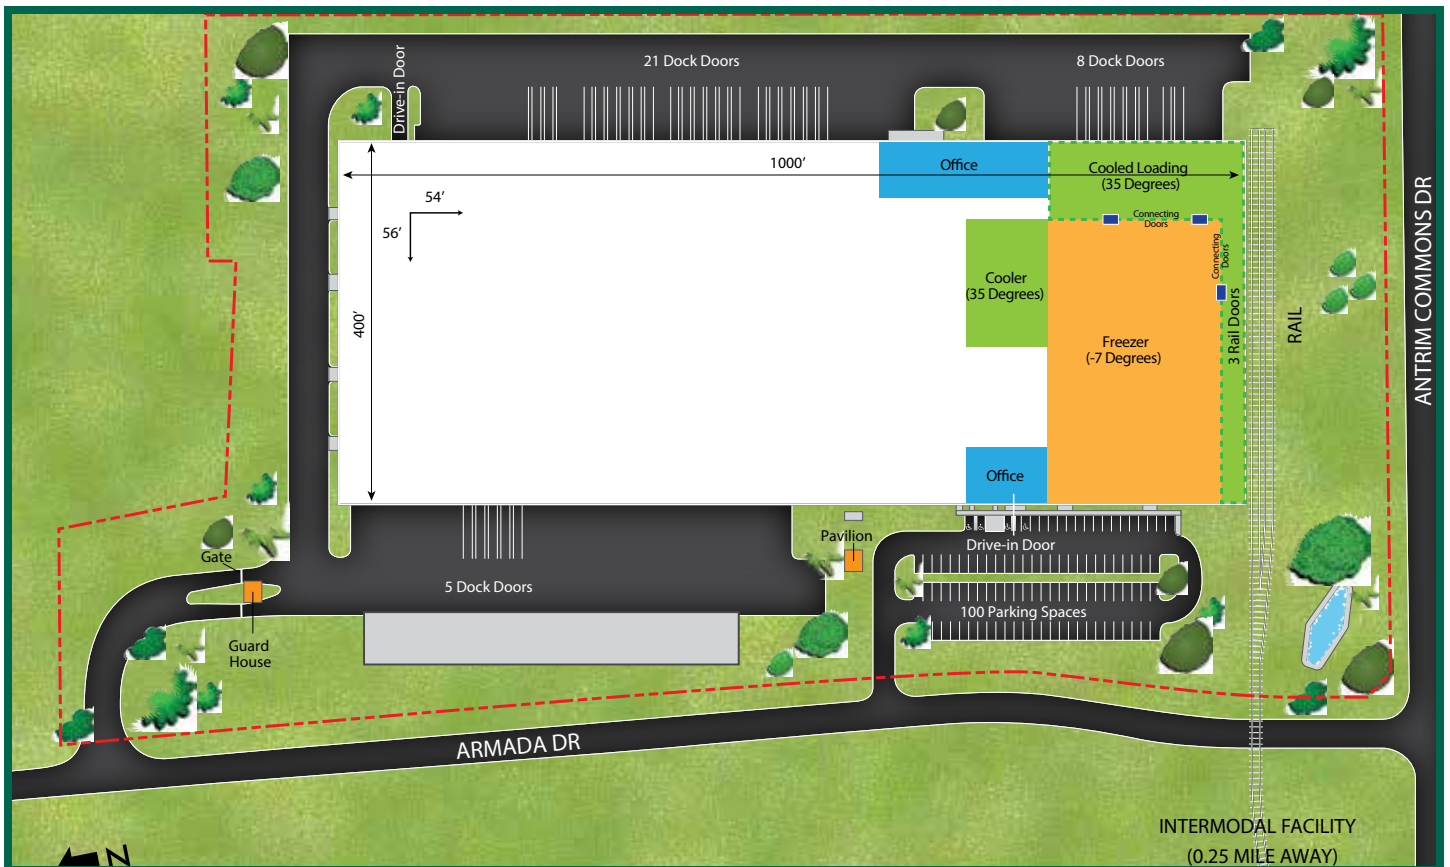 Drive-in Door
21 Dock Doors
8 Dock Doors
1000’
Office
Cooled Loading
(35 Degrees)
54’
56’
Connecting
Doors
Connecting
Doors
400’
Cooler
(35 Degrees)
Freezer
(-7 Degrees)
3 Rail Doors
RAIL
ANTRIM COMMONS DR
Office
Pavilion
Drive-in Door
Gate
5 Dock Doors
100 Parking Spaces
Guard
House
ARMADA DR
INTERMODAL FACILITY
(0.25 MILE AWAY)
N